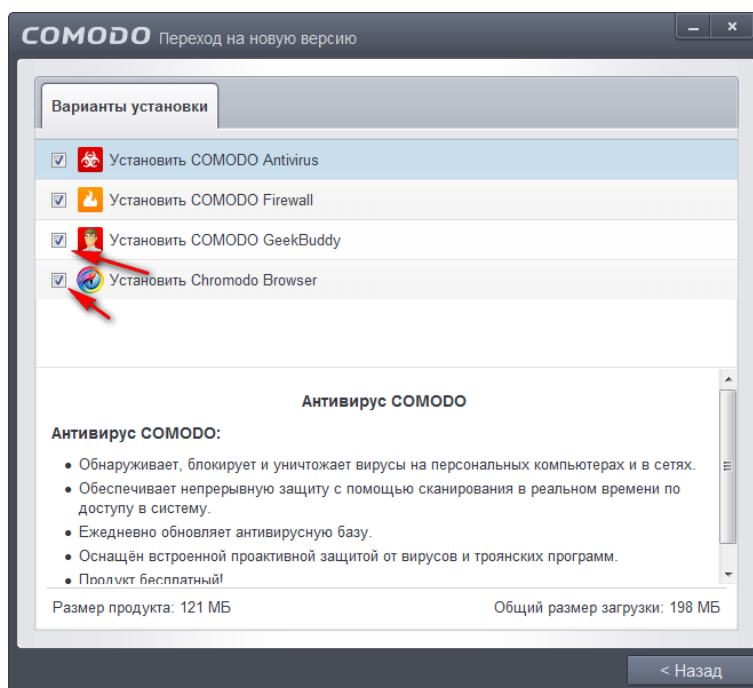 COMODO Переход на новую версию
Варианты установки
Установить COMODO Antivirus
Установить COMODO Firewall
Установить COMODO GeekBuddy
Установить Chromodo Browser
Антивирус COMODO
Антивирус COMODO:
• Обнаруживает, блокирует и уничтожает вирусы на персональных компьютерах и в сетях.
• Обеспечивает непрерывную защиту с помощью сканирования в реальном времени по
доступу в систему.
• Ежедневно обновляет антивирусную базу.
• Оснащён встроенной проактивной защитой от вирусов и троянских программ.
• Продукт бесплатный!
Размер продукта: 121 МБ Общий размер загрузки: 198 МБ
< Назад